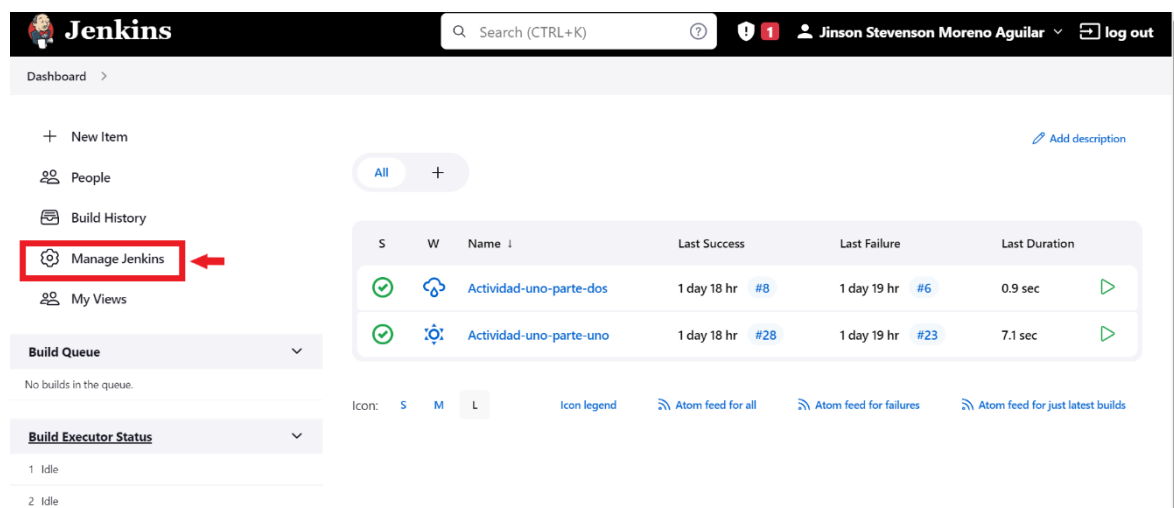 Jenkins
Search (CTRL+K)
1
Jinson Stevenson Moreno Aguilar
log out
Dashboard
New Item
People
Build History
Manage Jenkins
My Views
Build Queue
No builds in the queue.
Build Executor Status
1 Idle
2 Idle
Add description
All +
S W Name ↓ Last Success Last Failure Last Duration
Actividad-uno-parte-dos 1 day 18 hr #8 1 day 19 hr #6 0.9 sec
Actividad-uno-parte-uno 1 day 18 hr #28 1 day 19 hr #23 7.1 sec
Icon: S M L Icon legend Atom feed for all Atom feed for failures Atom feed for just latest builds